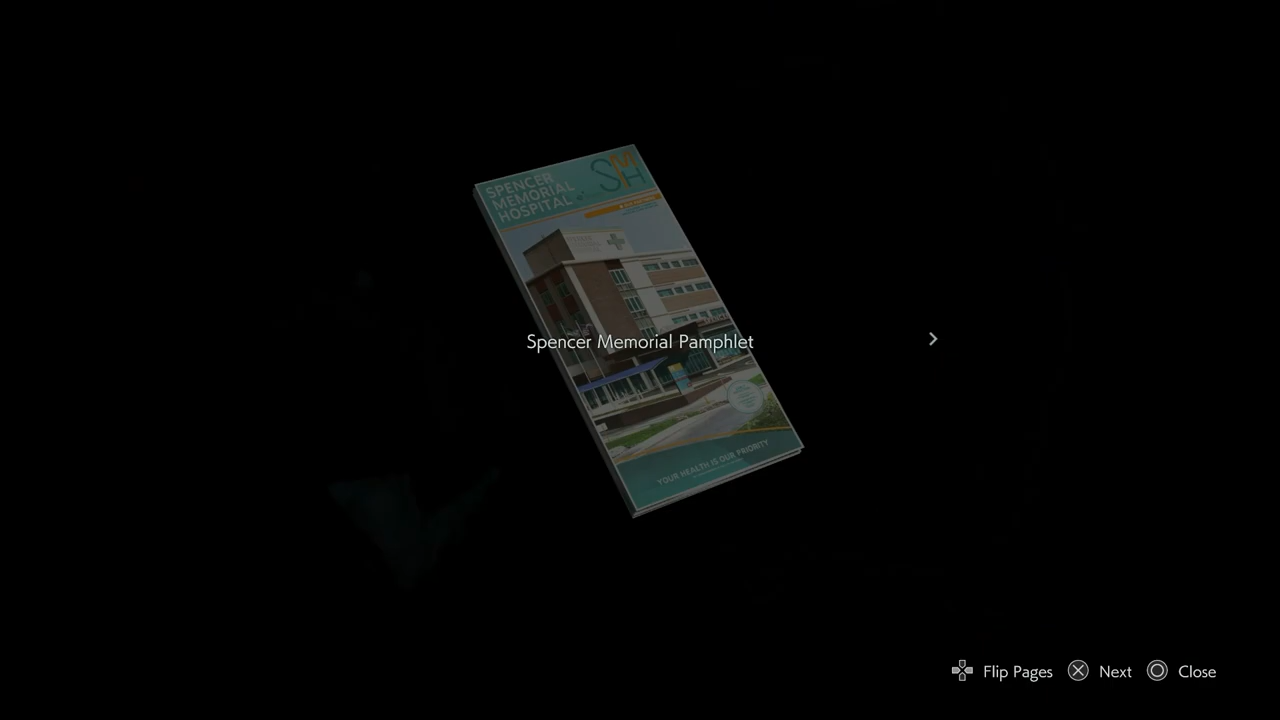 SPENCER
MEMORIAL
HOSPITAL
SMH
Spencer Memorial Pamphlet
YOUR HEALTH IS OUR PRIORITY
Flip Pages
Next
Close